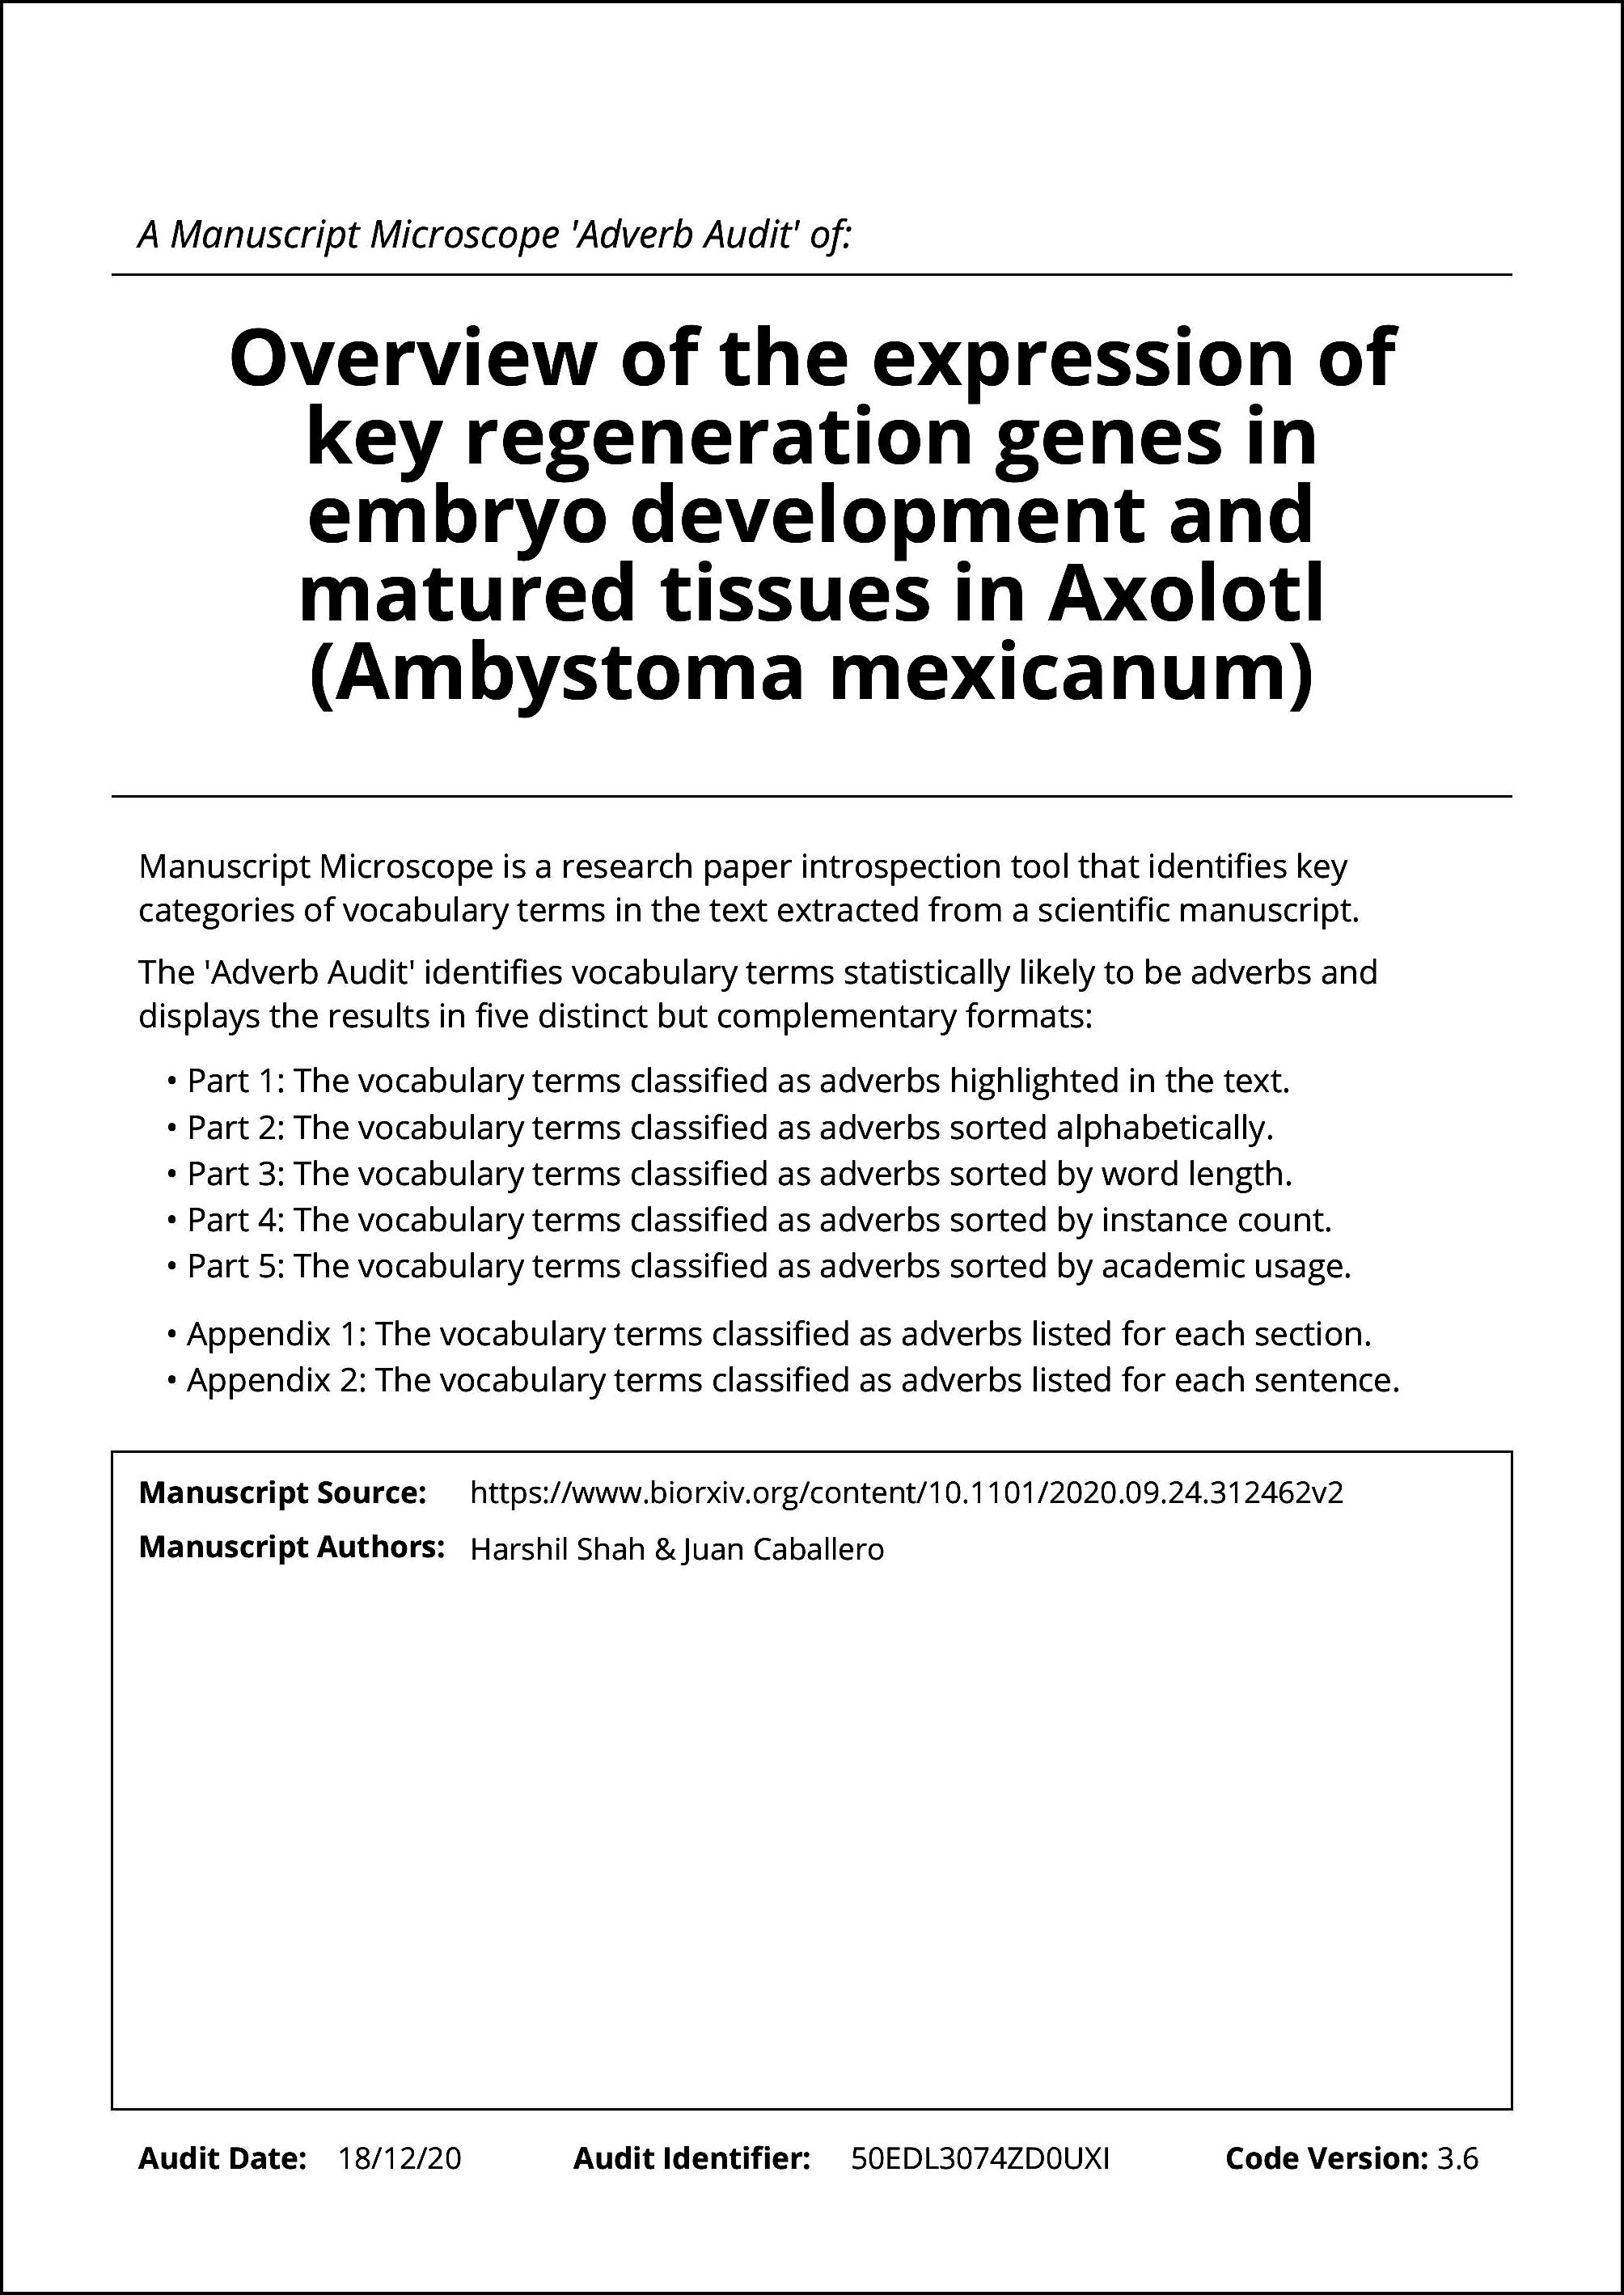 A Manuscript Microscope 'Adverb Audit' of:
Overview of the expression of
key regeneration genes in
embryo development and
matured tissues in Axolotl
(Ambystoma mexicanum)
Manuscript Microscope is a research paper introspection tool that identifies key
categories of vocabulary terms in the text extracted from a scientific manuscript.
The 'Adverb Audit' identifies vocabulary terms statistically likely to be adverbs and
displays the results in five distinct but complementary formats:
• Part 1: The vocabulary terms classified as adverbs highlighted in the text.
• Part 2: The vocabulary terms classified as adverbs sorted alphabetically.
• Part 3: The vocabulary terms classified as adverbs sorted by word length.
• Part 4: The vocabulary terms classified as adverbs sorted by instance count.
• Part 5: The vocabulary terms classified as adverbs sorted by academic usage.
• Appendix 1: The vocabulary terms classified as adverbs listed for each section.
• Appendix 2: The vocabulary terms classified as adverbs listed for each sentence.
Manuscript Source: https://www.biorxiv.org/content/10.1101/2020.09.24.312462v2
Manuscript Authors: Harshil Shah & Juan Caballero
Audit Date: 18/12/20 Audit Identifier: 50EDL3074ZD0UXI Code Version: 3.6